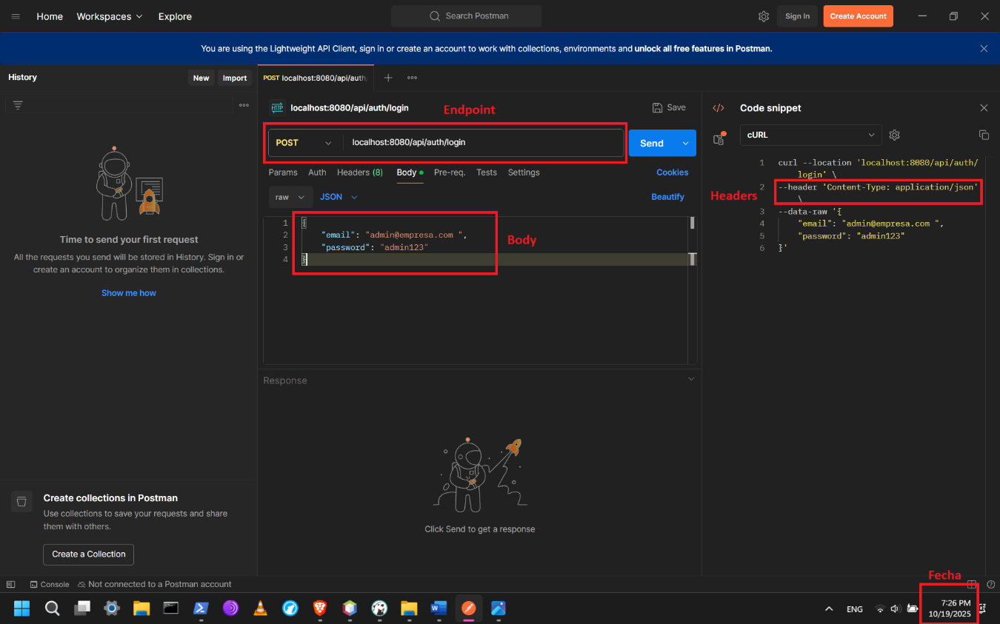 Home
Workspaces
Explore
Search Postman
Sign In
Create Account
You are using the Lightweight API Client, sign in or create an account to work with collections, environments and unlock all free features in Postman.
History
New
Import
POST localhost:8080/api/auth
HTTP localhost:8080/api/auth/login
Endpoint
Save
POST
localhost:8080/api/auth/login
Send
Params
Auth
Headers (8)
Body
Pre-req.
Tests
Settings
Cookies
raw
JSON
Beautify
1 {
2 "email": "admin@empresa.com ",
3 "password": "admin123"
4 }
Body
Time to send your first request
All the requests you send will be stored in History. Sign in or
create an account to organize them in collections.
Show me how
Response
Click Send to get a response
</> Code snippet
cURL
Headers
1 curl --location 'localhost:8080/api/auth/
login' \
2 --header 'Content-Type: application/json'
\
3 --data-raw '{
4 "email": "admin@empresa.com ",
5 "password": "admin123"
6 }'
Create collections in Postman
Use collections to save your requests and share
them with others.
Create a Collection
Console
Not connected to a Postman account
Fecha
ENG
7:26 PM
10/19/2025